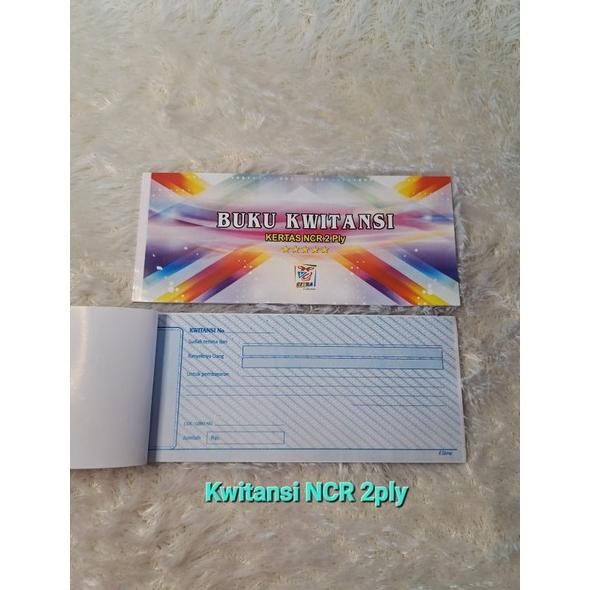 BUKU KWITANSI
KERTAS NCR 2 Ply
KWITANSI No
Sudah terima dari
Banyaknya Uang
Untuk pembayaran
Jumlah Rp.
Kwitansi NCR 2ply